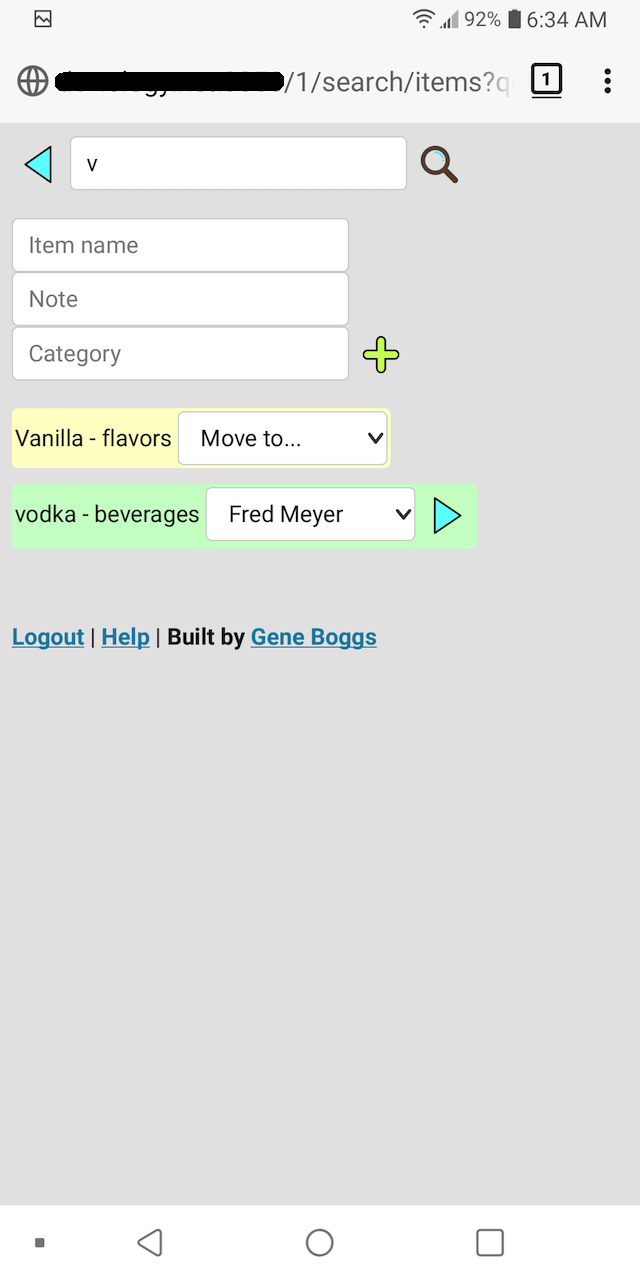 92% 6:34 AM
/1/search/items?q 1
v
Item name
Note
Category
Vanilla - flavors Move to...
vodka - beverages Fred Meyer
Logout | Help | Built by Gene Boggs